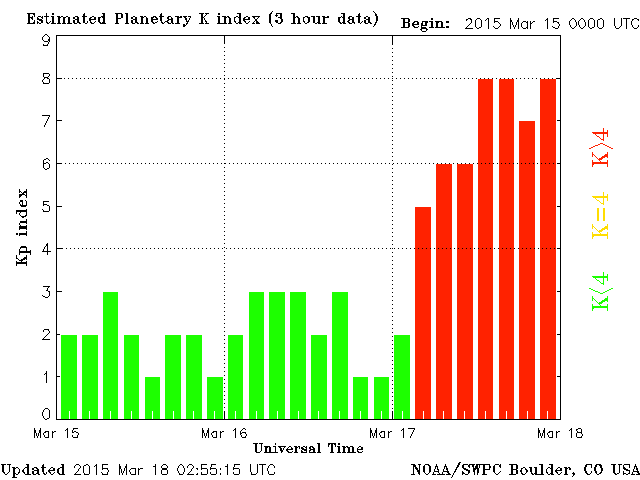 Estimated Planetary K index (3 hour data)
Begin: 2015 Mar 15 0000 UTC
9
8
7
6
5
4
3
2
1
0
Kp index
Mar 15
Mar 16
Mar 17
Mar 18
Universal Time
K>4
K=4
K<4
Updated 2015 Mar 18 02:55:15 UTC
NOAA/SWPC Boulder, CO USA